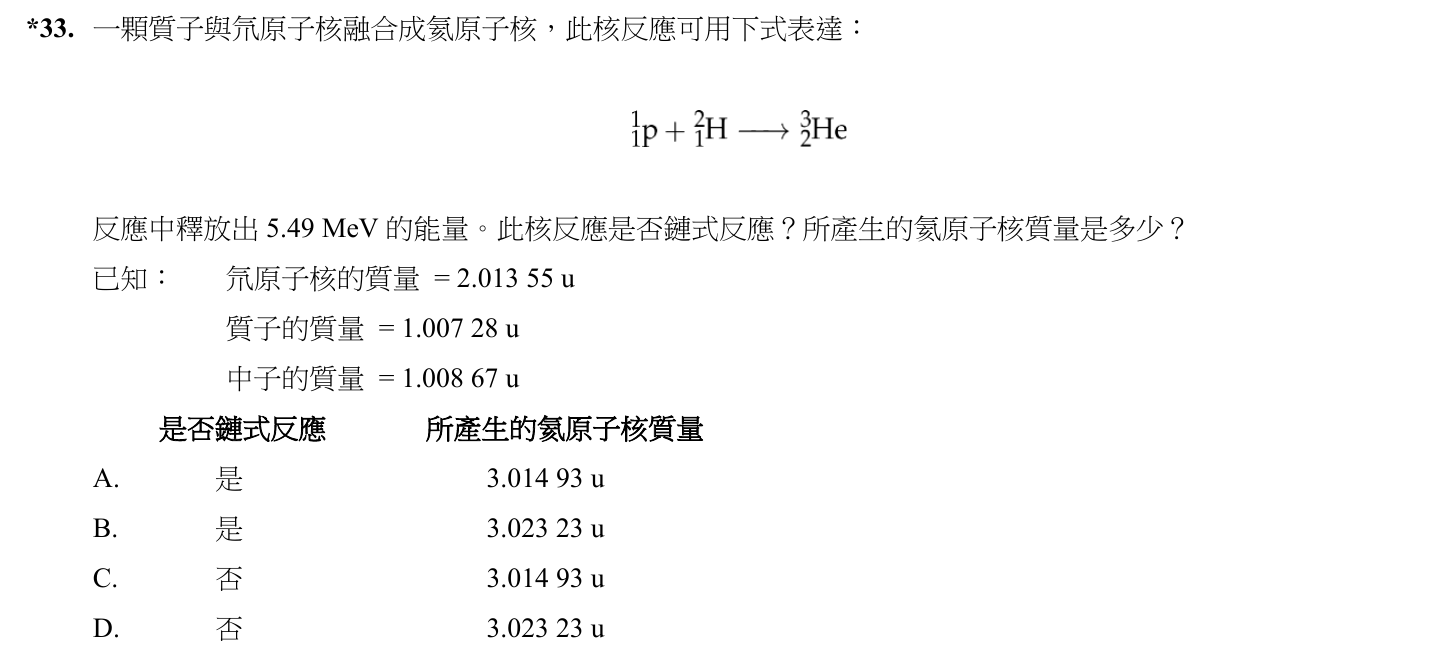 *33. 一顆質子與氘原子核融合成氦原子核，此核反應可用下式表達：
¹₁p + ²₁H ⟶ ³₂He
反應中釋放出 5.49 MeV 的能量。此核反應是否鏈式反應？所產生的氦原子核質量是多少？
已知： 氘原子核的質量 = 2.013 55 u
質子的質量 = 1.007 28 u
中子的質量 = 1.008 67 u
是否鏈式反應 所產生的氦原子核質量
A. 是 3.014 93 u
B. 是 3.023 23 u
C. 否 3.014 93 u
D. 否 3.023 23 u